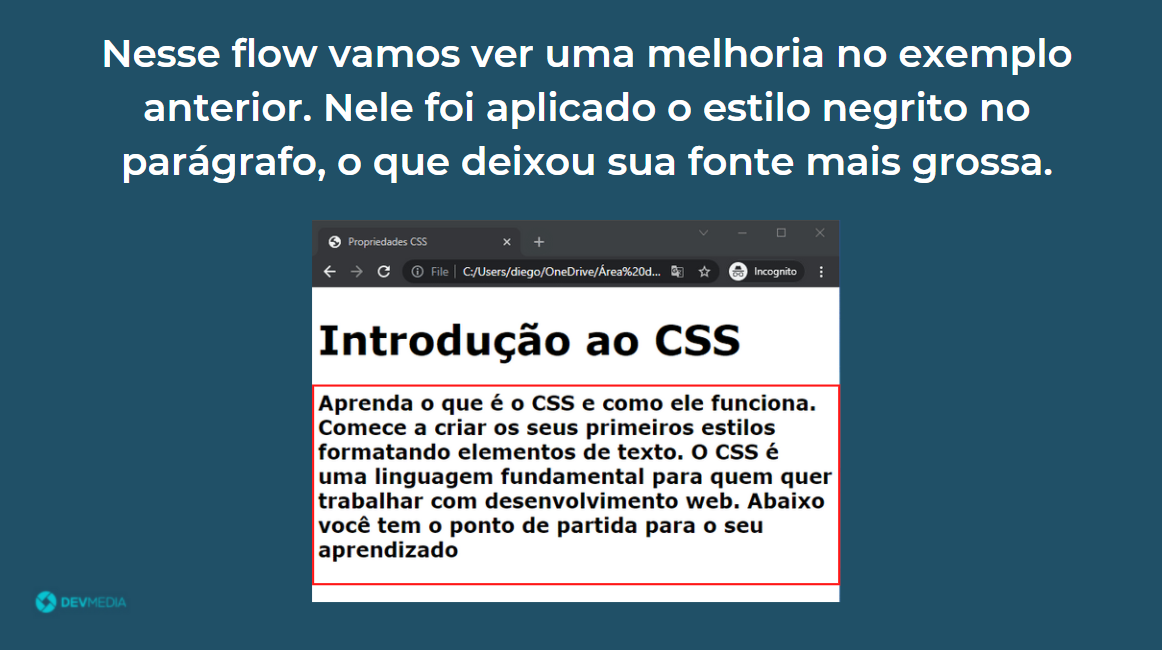 Nesse flow vamos ver uma melhoria no exemplo
anterior. Nele foi aplicado o estilo negrito no
parágrafo, o que deixou sua fonte mais grossa.
Propriedades CSS
File C:/Users/diego/OneDrive/Área%20d... Incognito
Introdução ao CSS
Aprenda o que é o CSS e como ele funciona.
Comece a criar os seus primeiros estilos
formatando elementos de texto. O CSS é
uma linguagem fundamental para quem quer
trabalhar com desenvolvimento web. Abaixo
você tem o ponto de partida para o seu
aprendizado
DEVMEDIA